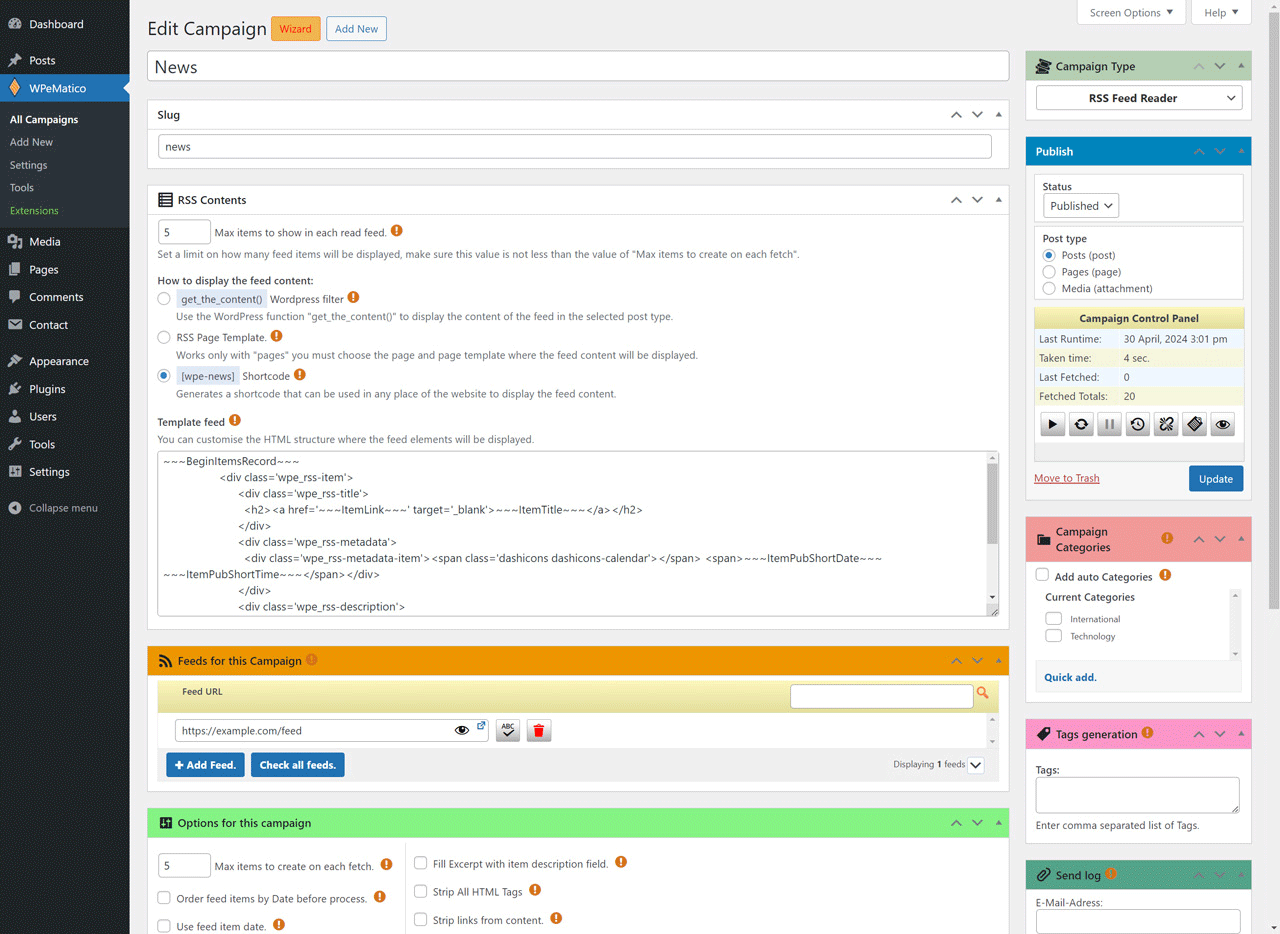 Dashboard
Posts
WPeMatico
All Campaigns
Add New
Settings
Tools
Extensions
Media
Pages
Comments
Contact
Appearance
Plugins
Users
Tools
Settings
Collapse menu
Screen Options
Help
Edit Campaign
Wizard
Add New
News
Slug
news
RSS Contents
5 Max items to show in each read feed.
Set a limit on how many feed items will be displayed, make sure this value is not less than the value of "Max items to create on each fetch".
How to display the feed content:
get_the_content() Wordpress filter
Use the WordPress function "get_the_content()" to display the content of the feed in the selected post type.
RSS Page Template.
Works only with "pages" you must choose the page and page template where the feed content will be displayed.
[wpe-news] Shortcode
Generates a shortcode that can be used in any place of the website to display the feed content.
Template feed
You can customise the HTML structure where the feed elements will be displayed.
~~~BeginItemsRecord~~~
<div class='wpe_rss-item'>
<div class='wpe_rss-title'>
<h2><a href='~~~ItemLink~~~' target='_blank'>~~~ItemTitle~~~</a></h2>
</div>
<div class='wpe_rss-metadata'>
<div class='wpe_rss-metadata-item'><span class='dashicons dashicons-calendar'></span> <span>~~~ItemPubShortDate~~~
~~~ItemPubShortTime~~~</span></div>
</div>
<div class='wpe_rss-description'>
Feeds for this Campaign
Feed URL
https://example.com/feed
ABC
+ Add Feed.
Check all feeds.
Displaying 1 feeds
Options for this campaign
5 Max items to create on each fetch.
Order feed items by Date before process.
Use feed item date.
Fill Excerpt with item description field.
Strip All HTML Tags
Strip links from content.
Campaign Type
RSS Feed Reader
Publish
Status
Published
Post type
Posts (post)
Pages (page)
Media (attachment)
Campaign Control Panel
Last Runtime: 30 April, 2024 3:01 pm
Taken time: 4 sec.
Last Fetched: 0
Fetched Totals: 20
Move to Trash
Update
Campaign
Categories
Add auto Categories
Current Categories
International
Technology
Quick add.
Tags generation
Tags:
Enter comma separated list of Tags.
Send log
E-Mail-Adress: